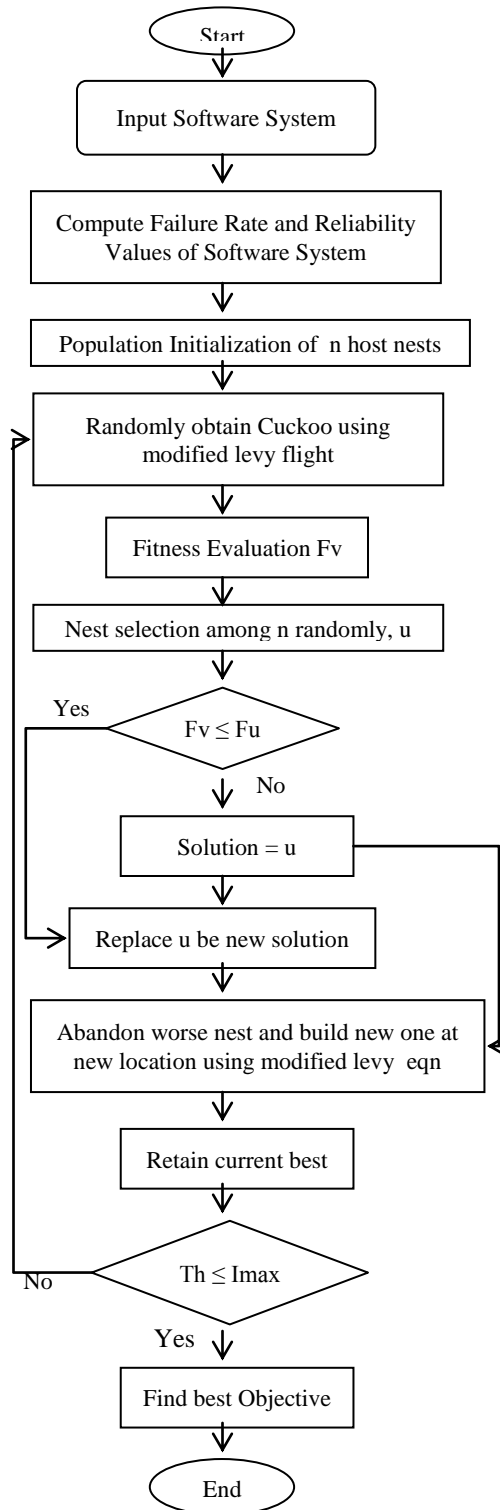 Start
Input Software System
Compute Failure Rate and Reliability
Values of Software System
Population Initialization of n host nests
Randomly obtain Cuckoo using
modified levy flight
Fitness Evaluation Fv
Nest selection among n randomly, u
Yes
Fv ≤ Fu
No
Solution = u
Replace u be new solution
Abandon worse nest and build new one at
new location using modified levy eqn
Retain current best
Th ≤ Imax
No
Yes
Find best Objective
End